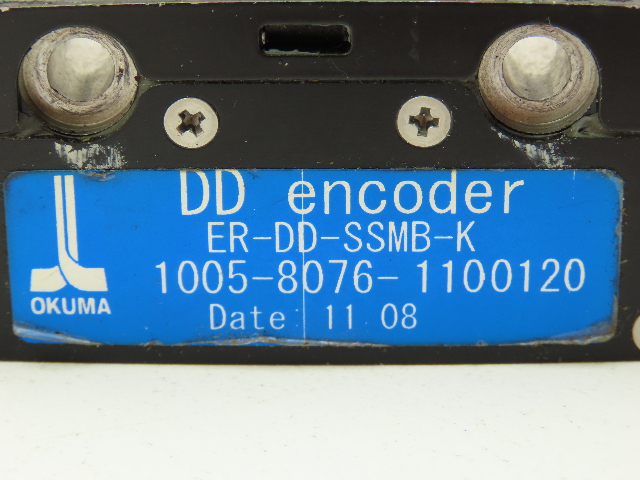 DD encoder
ER-DD-SSMB-K
1005-8076-1100120
Date 11 08
OKUMA